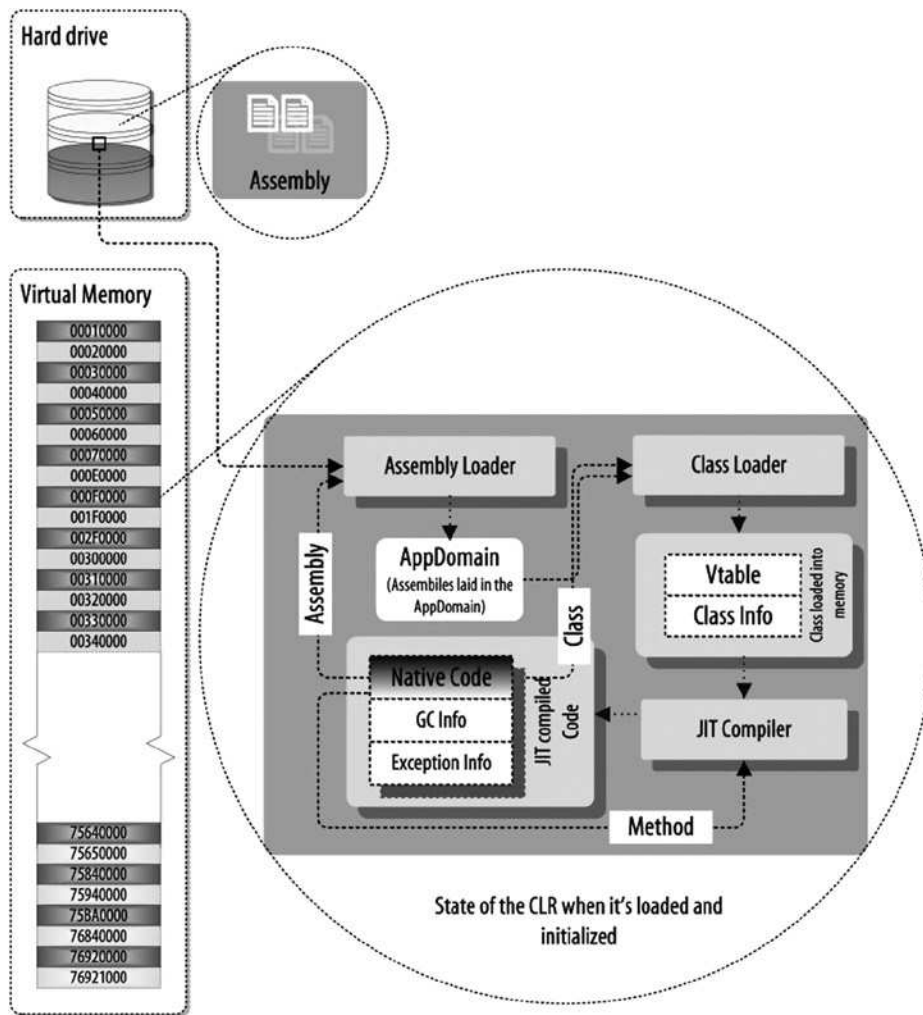 Hard drive
Assembly
Virtual Memory
00010000
00020000
00030000
00040000
00050000
00060000
00070000
000E0000
000F0000
001F0000
002F0000
00300000
00310000
00320000
00330000
00340000
75640000
75650000
75840000
75940000
75BA0000
76840000
76920000
76921000
Assembly Loader
Class Loader
AppDomain
(Assembiles laid in the
AppDomain)
Assembly
Class
Vtable
Class Info
Class loaded into
memory
Native Code
GC Info
Exception Info
JIT compiled
Code
JIT Compiler
Method
State of the CLR when it's loaded and
initialized